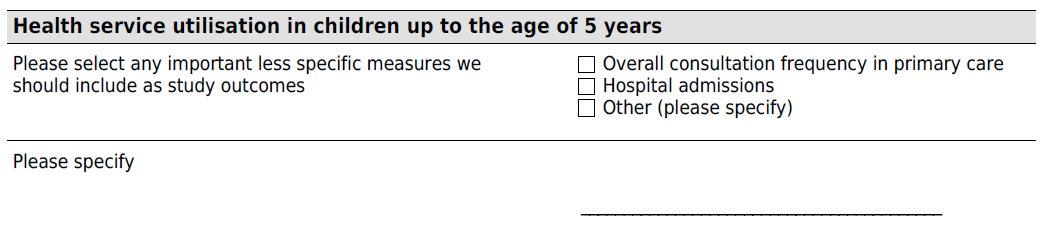 Health service utilisation in children up to the age of 5 years
Please select any important less specific measures we
should include as study outcomes
Overall consultation frequency in primary care
Hospital admissions
Other (please specify)
Please specify